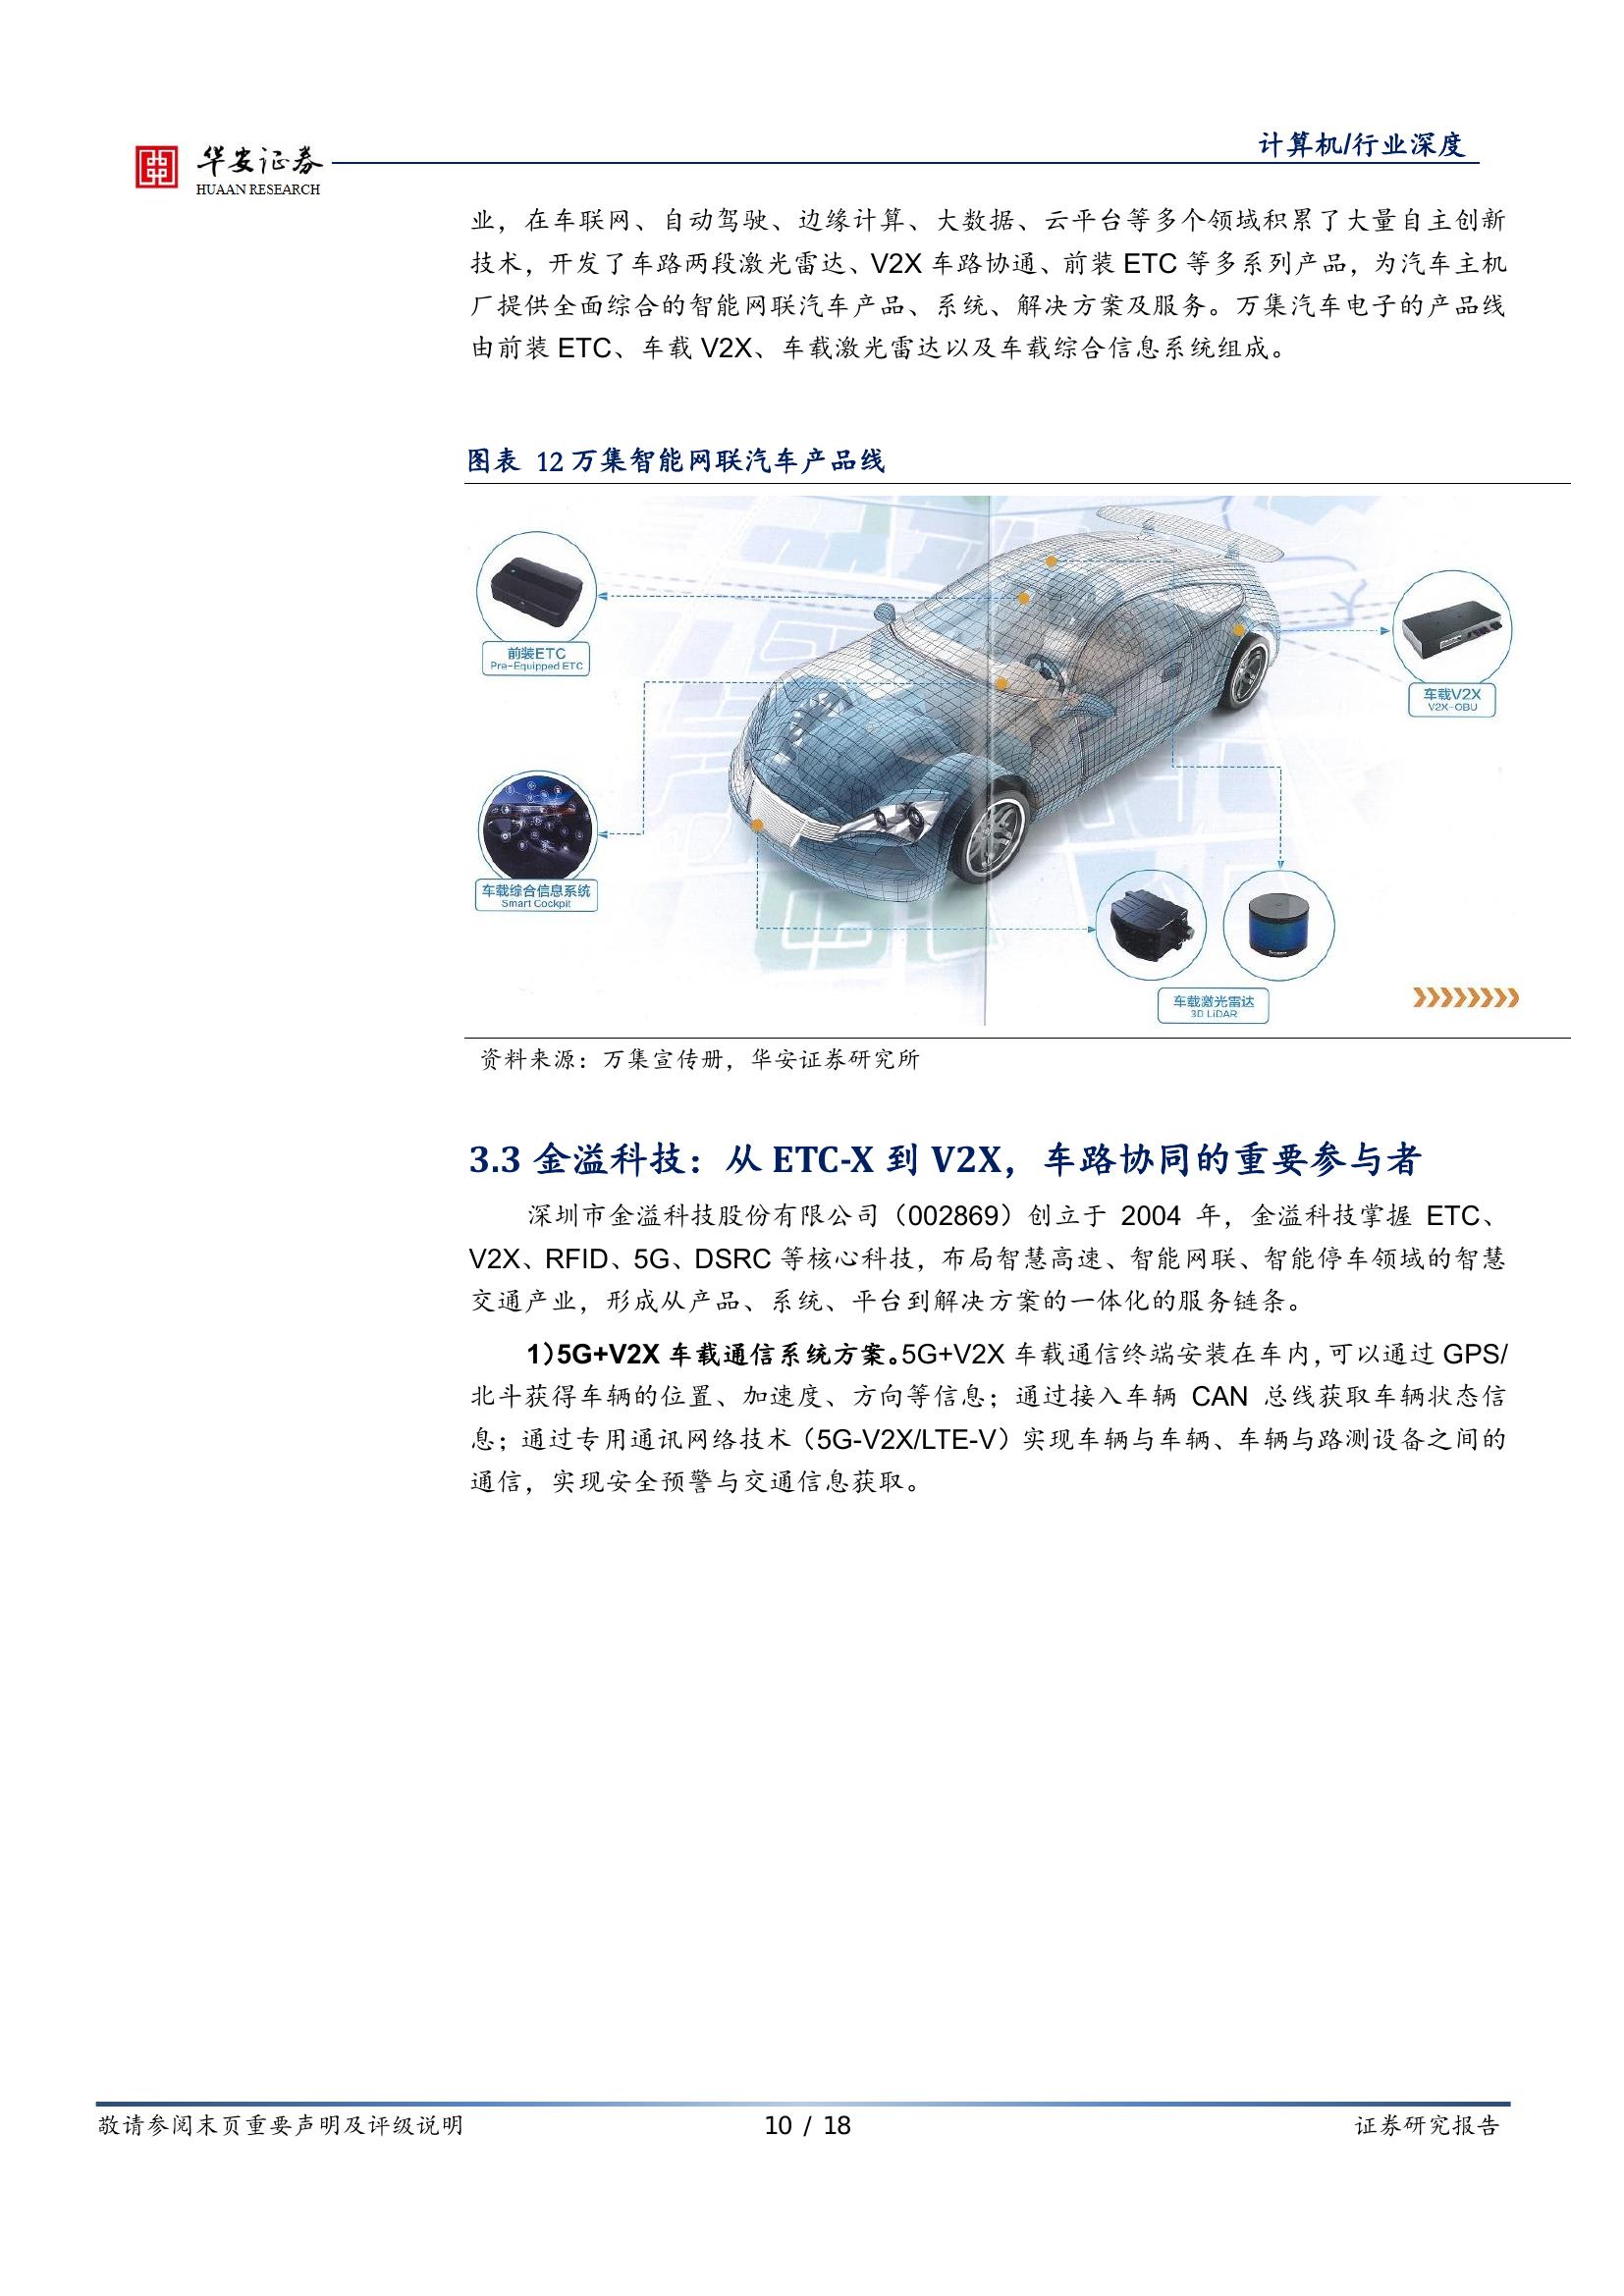 华安证券
HUAAN RESEARCH
计算机/行业深度
业，在车联网、自动驾驶、边缘计算、大数据、云平台等多个领域积累了大量自主创新
技术，开发了车路两段激光雷达、V2X 车路协通、前装 ETC 等多系列产品，为汽车主机
厂提供全面综合的智能网联汽车产品、系统、解决方案及服务。万集汽车电子的产品线
由前装 ETC、车载 V2X、车载激光雷达以及车载综合信息系统组成。
图表 12 万集智能网联汽车产品线
前装ETC
Pre-Equipped ETC
车载V2X
V2X-OBU
车载综合信息系统
Smart Cockpit
车载激光雷达
3D LiDAR
资料来源：万集宣传册，华安证券研究所
3.3 金溢科技：从 ETC-X 到 V2X，车路协同的重要参与者
深圳市金溢科技股份有限公司（002869）创立于 2004 年，金溢科技掌握 ETC、
V2X、RFID、5G、DSRC 等核心科技，布局智慧高速、智能网联、智能停车领域的智慧
交通产业，形成从产品、系统、平台到解决方案的一体化的服务链条。
1）5G+V2X 车载通信系统方案。5G+V2X 车载通信终端安装在车内，可以通过 GPS/
北斗获得车辆的位置、加速度、方向等信息；通过接入车辆 CAN 总线获取车辆状态信
息；通过专用通讯网络技术（5G-V2X/LTE-V）实现车辆与车辆、车辆与路测设备之间的
通信，实现安全预警与交通信息获取。
敬请参阅末页重要声明及评级说明
10 / 18
证券研究报告